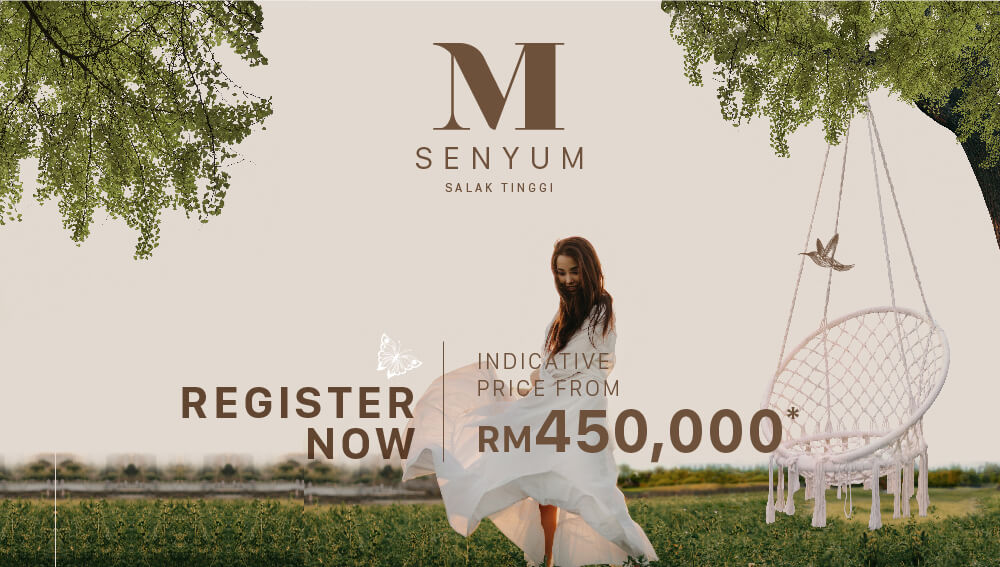 M
SENYUM
SALAK TINGGI
REGISTER
NOW
INDICATIVE
PRICE FROM
RM450,000*